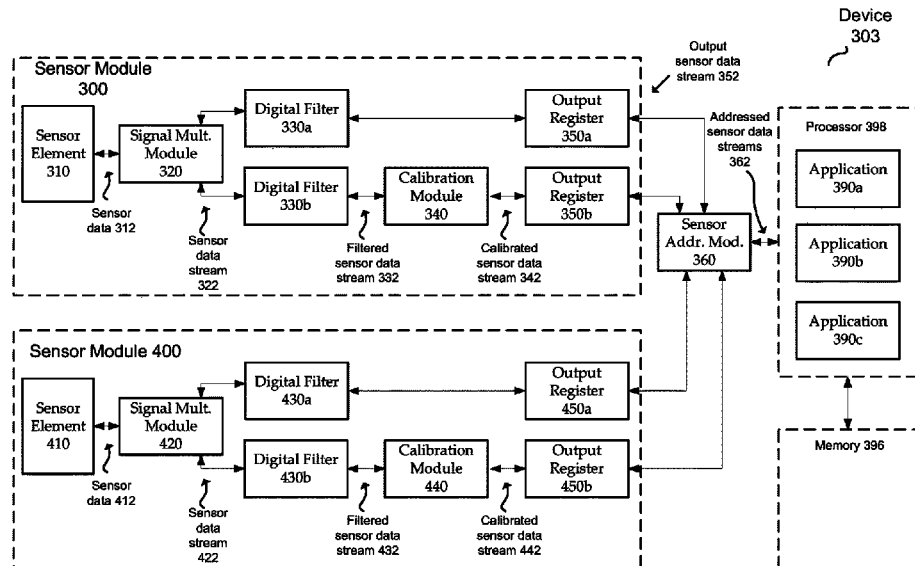 Device
303
Output
sensor data
stream 352
Sensor Module
300
Sensor
Element
310
Signal Mult.
Module
320
Digital Filter
330a
Output
Register
350a
Digital Filter
330b
Calibration
Module
340
Output
Register
350b
Sensor
data 312
Sensor
data
stream
322
Filtered
sensor data
stream 332
Calibrated
sensor data
stream 342
Addressed
sensor data
streams
362
Sensor
Addr. Mod.
360
Processor 398
Application
390a
Application
390b
Application
390c
Sensor Module 400
Sensor
Element
410
Signal Mult.
Module
420
Digital Filter
430a
Output
Register
450a
Digital Filter
430b
Calibration
Module
440
Output
Register
450b
Sensor
data 412
Sensor
data
stream
422
Filtered
sensor data
stream 432
Calibrated
sensor data
stream 442
Memory 396